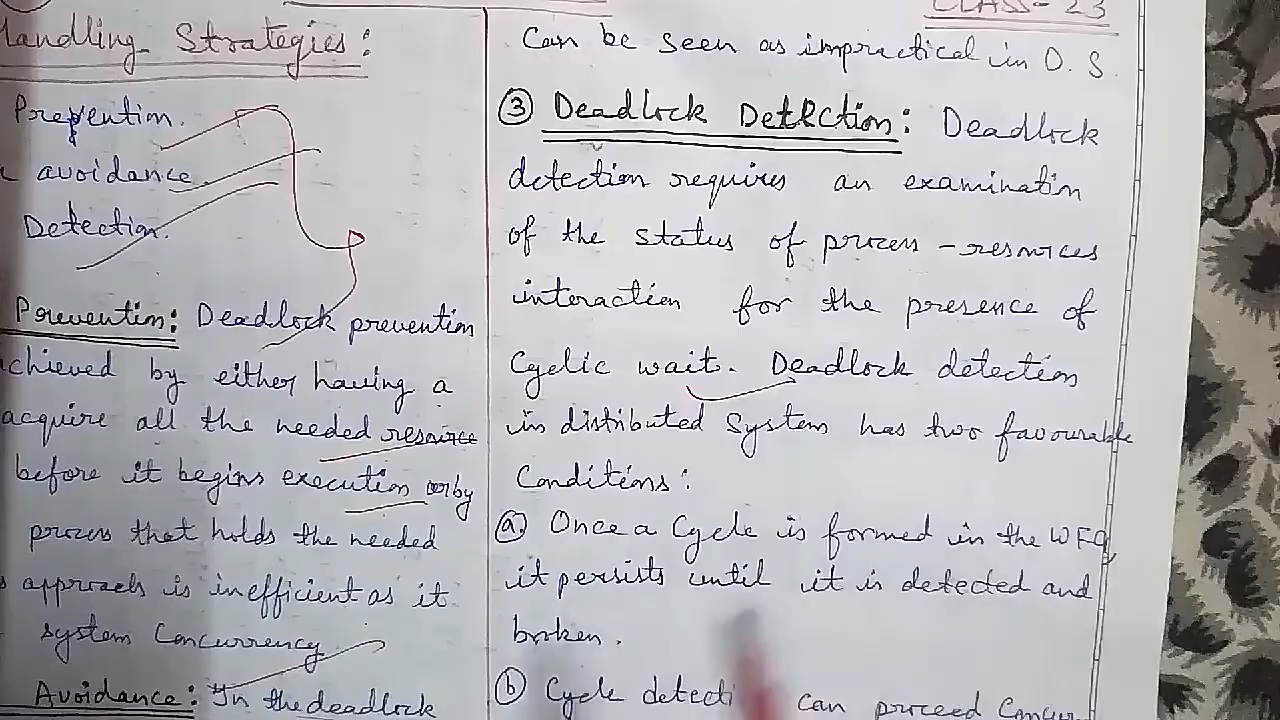 Handling Strategies:
Prevention.
avoidance
Detection.
Prevention: Deadlock prevention
achieved by either having a
acquire all the needed resource
before it begins execution or by
process that holds the needed
approach is inefficient as it
system Concurrency
Avoidance: In the deadlock
CLASS-23
Can be seen as impractical in O.S.
③ Deadlock Detection: Deadlock
detection requires an examination
of the status of process-resources
interaction for the presence of
Cyclic wait. Deadlock detection
in distributed System has two favourable
Conditions:
ⓐ Once a Cycle is formed in the WFG,
it persists until it is detected and
broken.
ⓑ Cycle detecti can proceed Concur